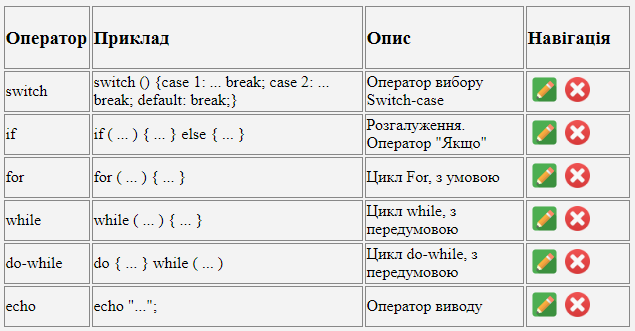 Оператор Приклад Опис Навігація
switch
switch () {case 1: ... break; case 2: ...
break; default: break;}
Оператор вибору
Switch-case
if
if ( ... ) { ... } else { ... }
Розгалуження.
Оператор "Якщо"
for
for ( ... ) { ... }
Цикл For, з умовою
while
while ( ... ) { ... }
Цикл while, з
передумовою
do-while
do { ... } while ( ... )
Цикл do-while, з
передумовою
echo
echo "...";
Оператор виводу